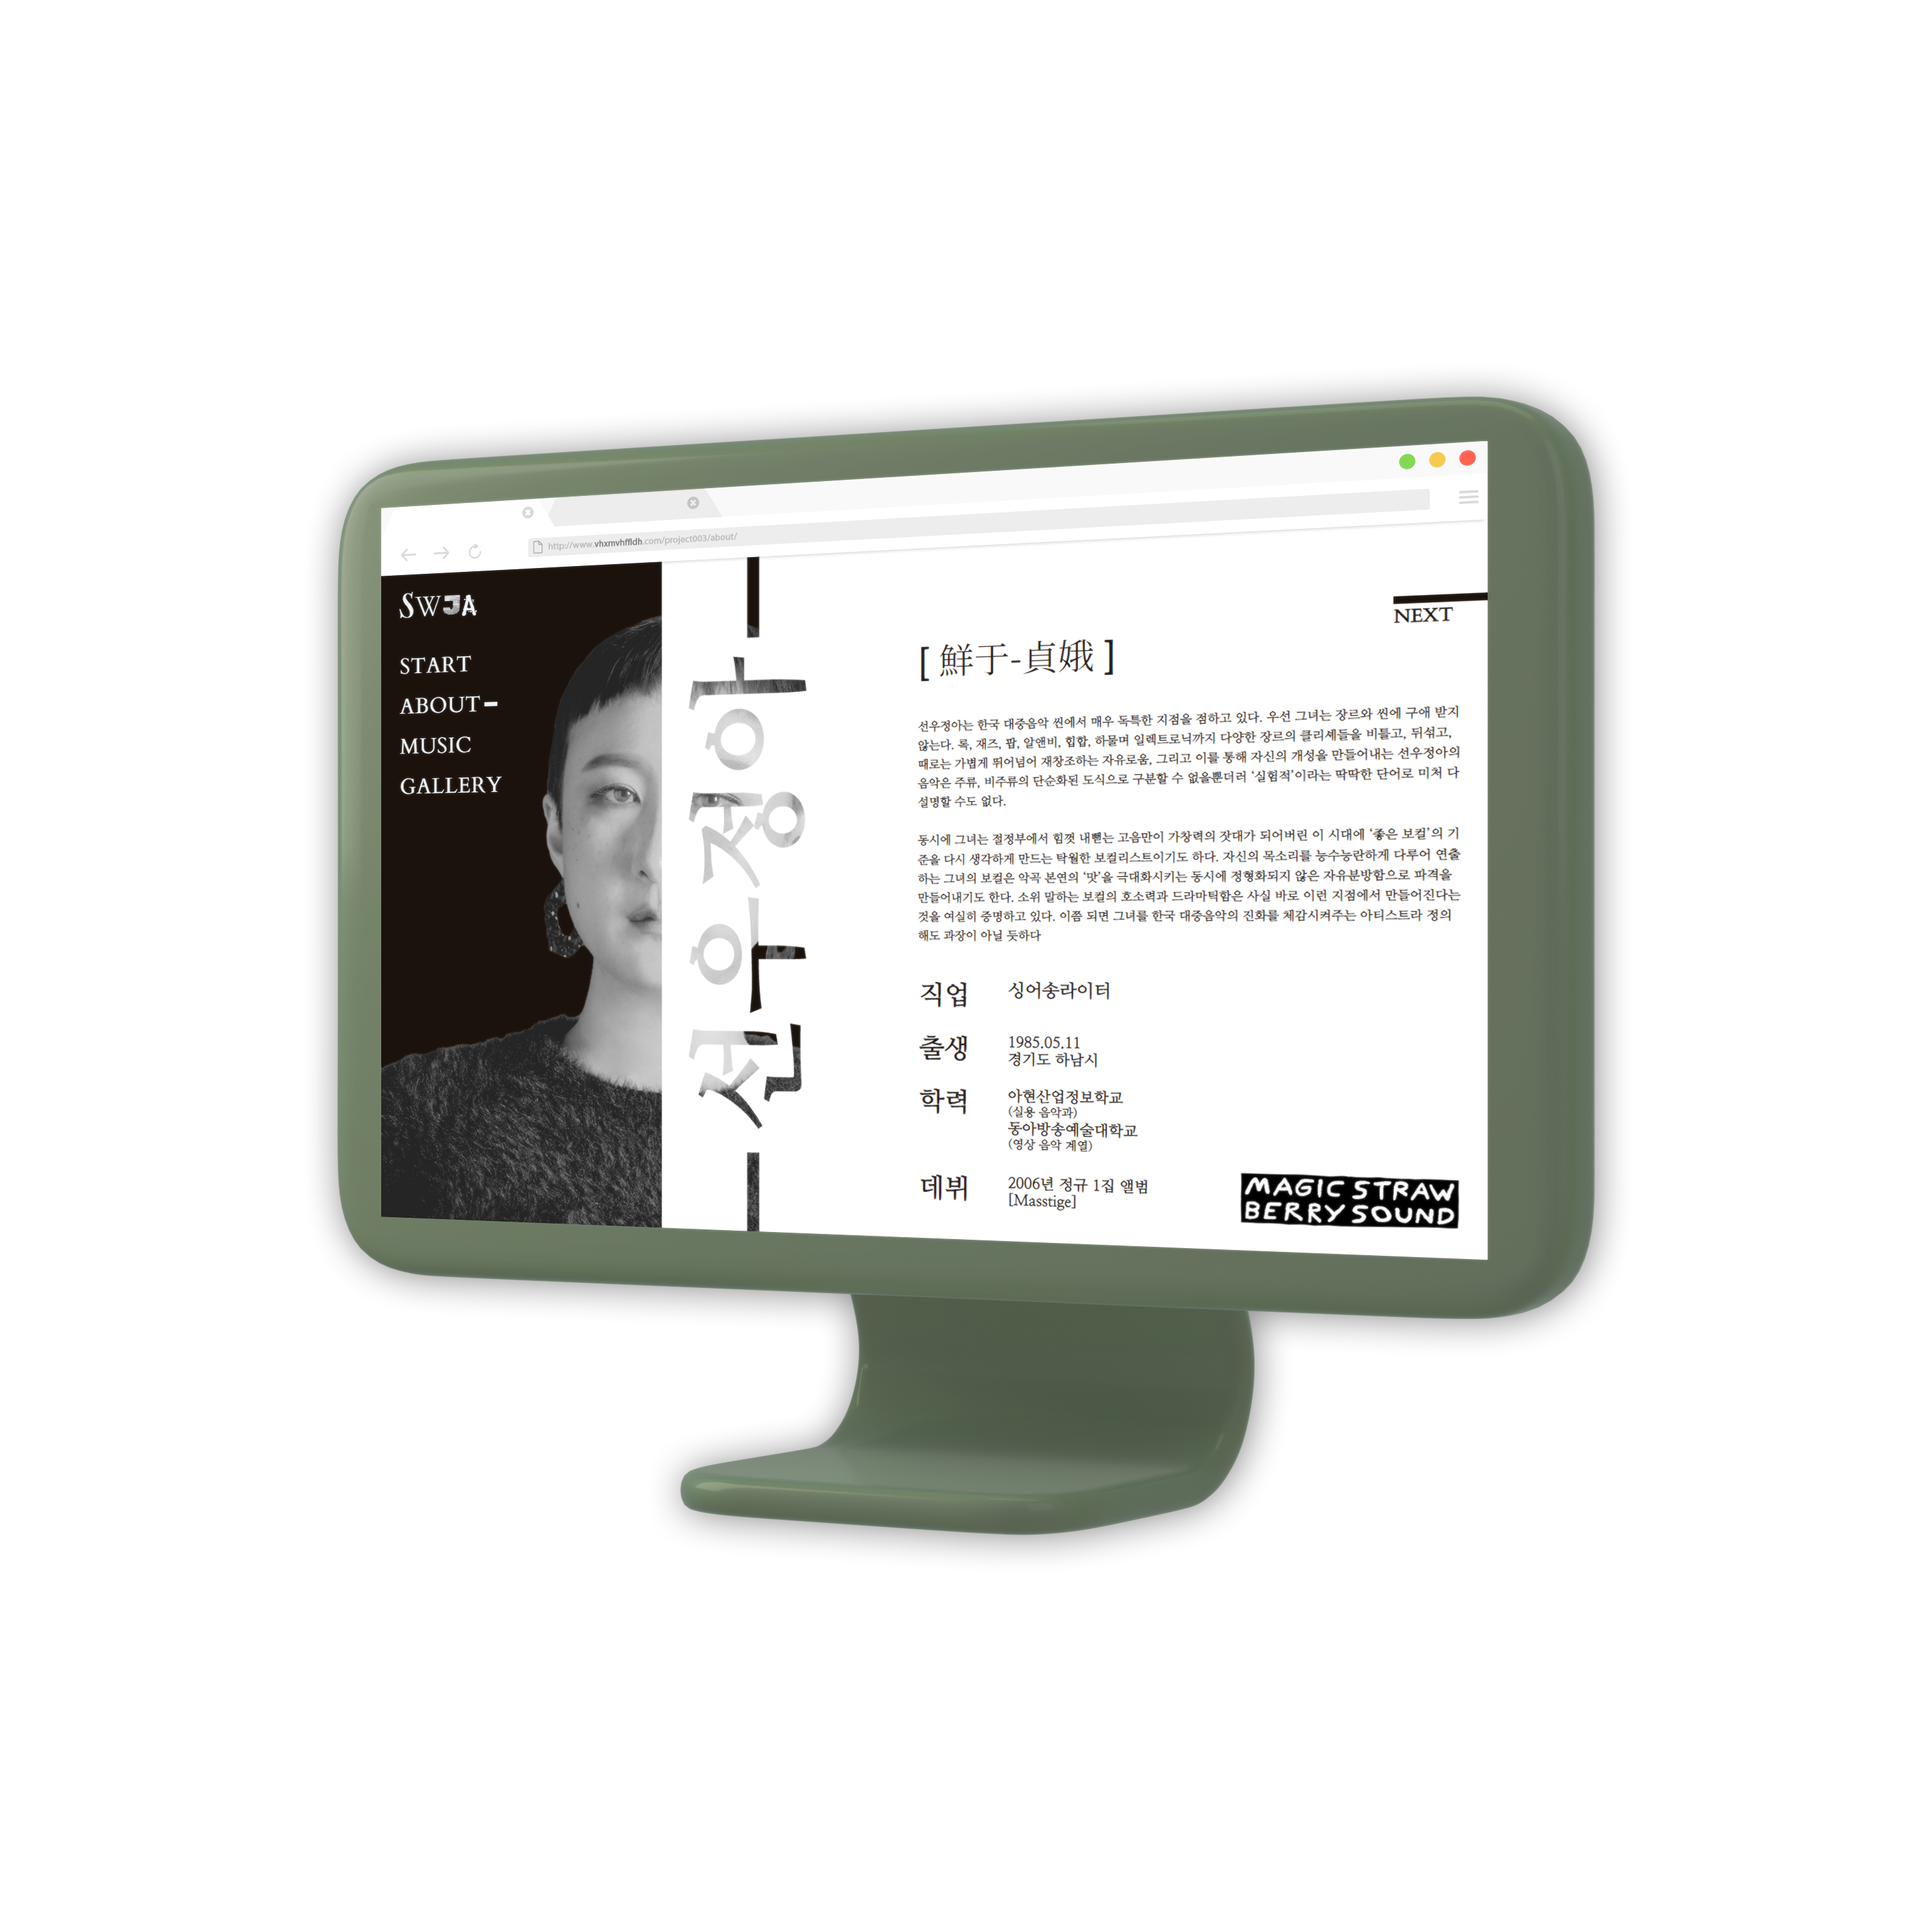 http://www.vhxmvhffldh.com/project003/about/
SWJA
START
ABOUT
MUSIC
GALLERY
선우정아
NEXT
[ 鮮于-貞娥 ]
선우정아는 한국 대중음악 씬에서 매우 독특한 지점을 점하고 있다. 우선 그녀는 장르와 씬에 구애 받지
않는다. 록, 재즈, 팝, 알앤비, 힙합, 하물며 일렉트로닉까지 다양한 장르의 클리셰들을 비틀고, 뒤섞고,
때로는 가볍게 뛰어넘어 재창조하는 자유로움, 그리고 이를 통해 자신의 개성을 만들어내는 선우정아의
음악은 주류, 비주류의 단순화된 도식으로 구분할 수 없을뿐더러 ‘실험적’이라는 딱딱한 단어로 미처 다
설명할 수도 없다.
동시에 그녀는 절정부에서 힘껏 내뻗는 고음만이 가창력의 잣대가 되어버린 이 시대에 ‘좋은 보컬’의 기
준을 다시 생각하게 만드는 탁월한 보컬리스트이기도 하다. 자신의 목소리를 능수능란하게 다루어 연출
하는 그녀의 보컬은 악곡 본연의 ‘맛’을 극대화시키는 동시에 정형화되지 않은 자유분방함으로 파격을
만들어내기도 한다. 소위 말하는 보컬의 호소력과 드라마틱함은 사실 바로 이런 지점에서 만들어진다는
것을 여실히 증명하고 있다. 이쯤 되면 그녀를 한국 대중음악의 진화를 체감시켜주는 아티스트라 정의
해도 과장이 아닐 듯하다
직업 싱어송라이터
출생 1985.05.11
경기도 하남시
학력 아현산업정보학교
(실용 음악과)
동아방송예술대학교
(영상 음악 계열)
데뷔 2006년 정규 1집 앨범
[Masstige]
MAGIC STRAW
BERRY SOUND